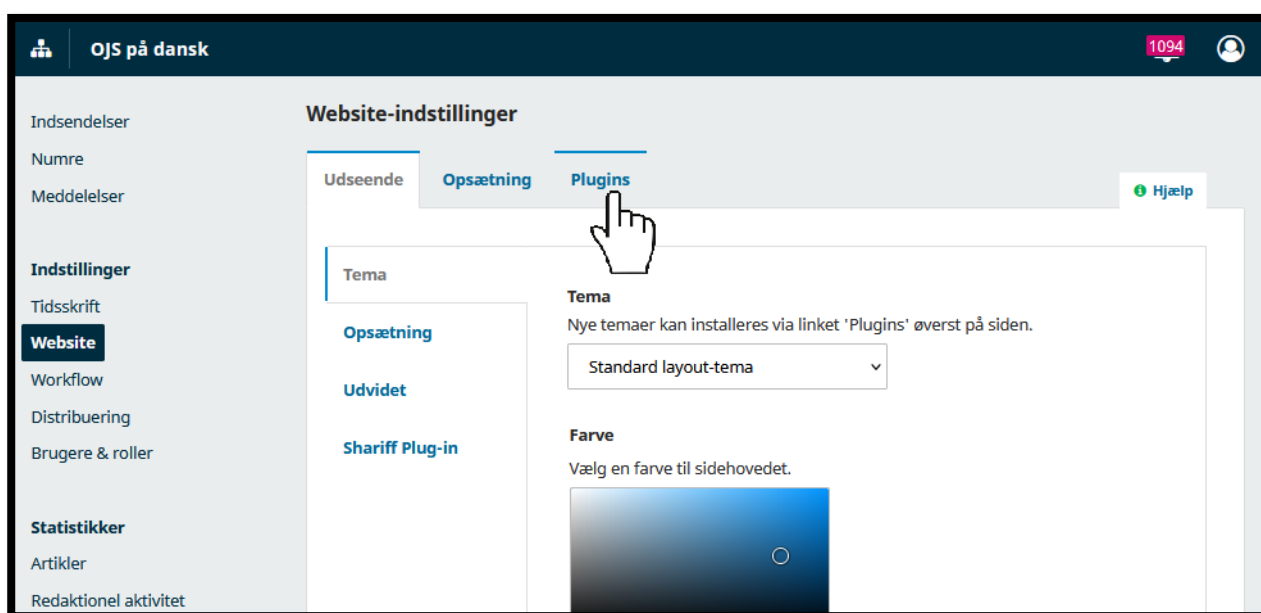 OJS på dansk
1094
Indsendelser
Numre
Meddelelser
Indstillinger
Tidsskrift
Website
Workflow
Distribuering
Brugere & roller
Statistikker
Artikler
Redaktionel aktivitet
Website-indstillinger
Udseende Opsætning Plugins
Hjælp
Tema
Opsætning
Udvidet
Shariff Plug-in
Tema
Nye temaer kan installeres via linket 'Plugins' øverst på siden.
Standard layout-tema
Farve
Vælg en farve til sidehovedet.